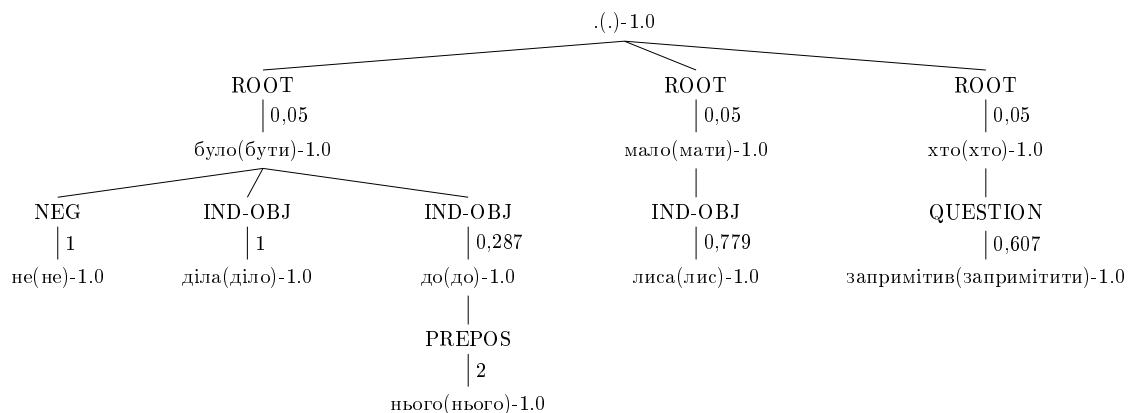 .(.)-1.0
ROOT ROOT ROOT
0,05 0,05 0,05
було(бути)-1.0 мало(мати)-1.0 хто(хто)-1.0
NEG IND-OBJ IND-OBJ IND-OBJ QUESTION
1 1 0,287 0,779 0,607
не(не)-1.0 діла(діло)-1.0 до(до)-1.0 лиса(лис)-1.0 запримітив(запримітити)-1.0
PREPOS
2
нього(нього)-1.0